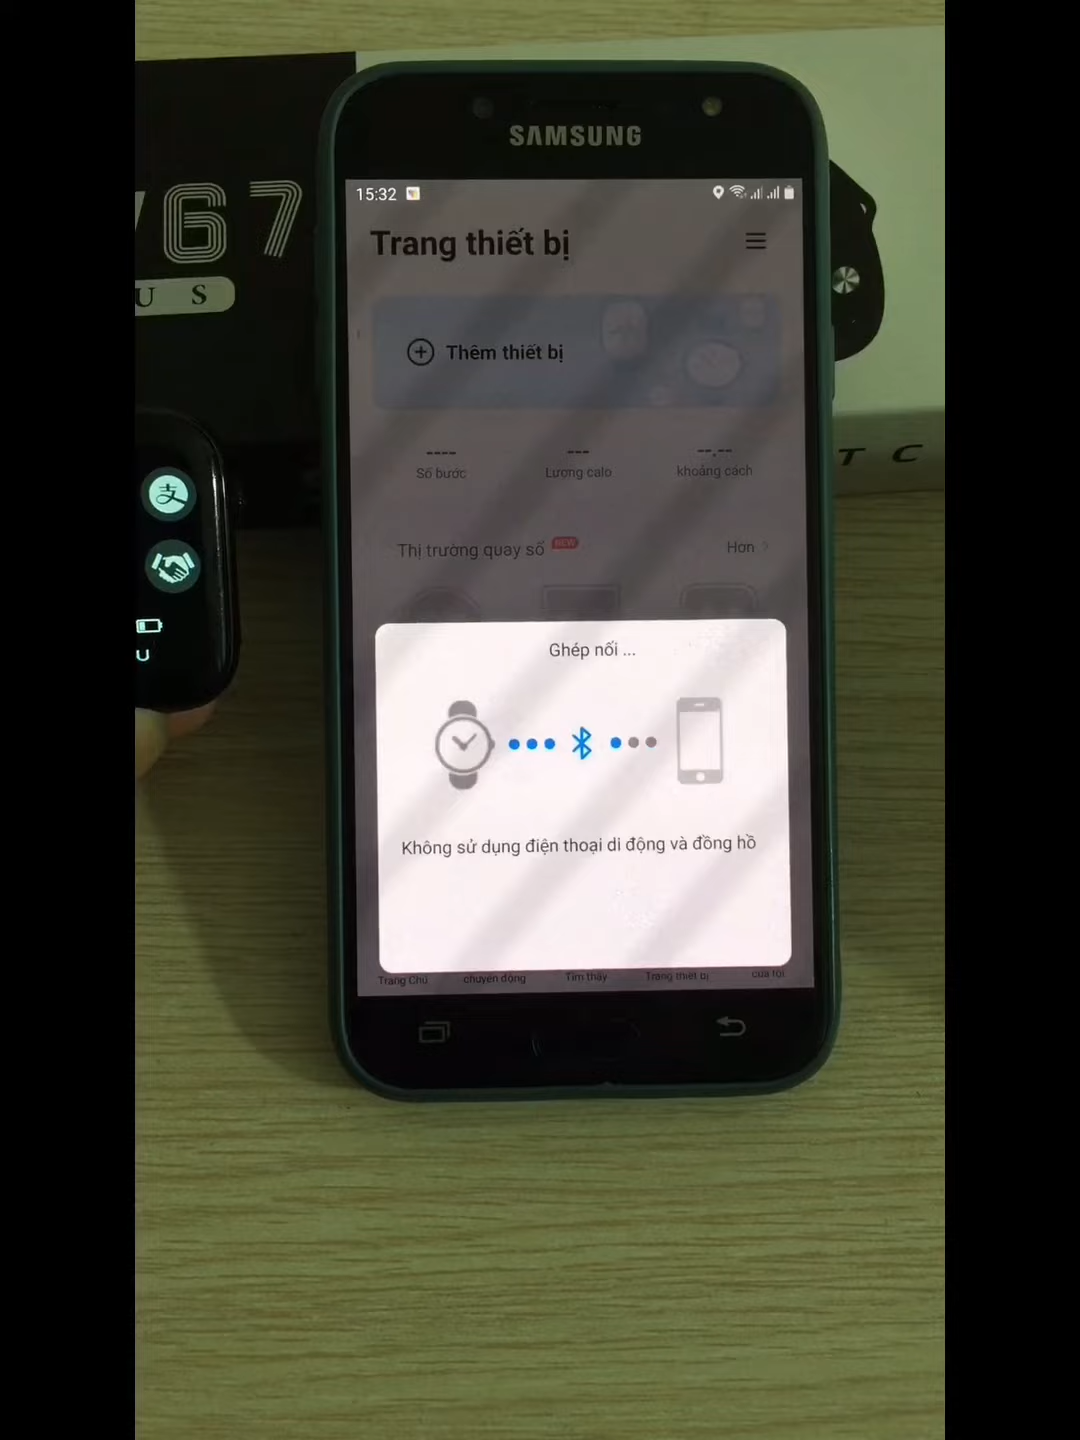 SAMSUNG
67
U S
15:32
Trang thiết bị
Thêm thiết bị
---- --- --.--
Số bước Lượng calo khoảng cách
Thị trường quay số NEW Hơn
Ghép nối ...
Không sử dụng điện thoại di động và đồng hồ
Trang Chủ chuyển động Tìm thấy Trang thiết bị của tôi
T C
支
U